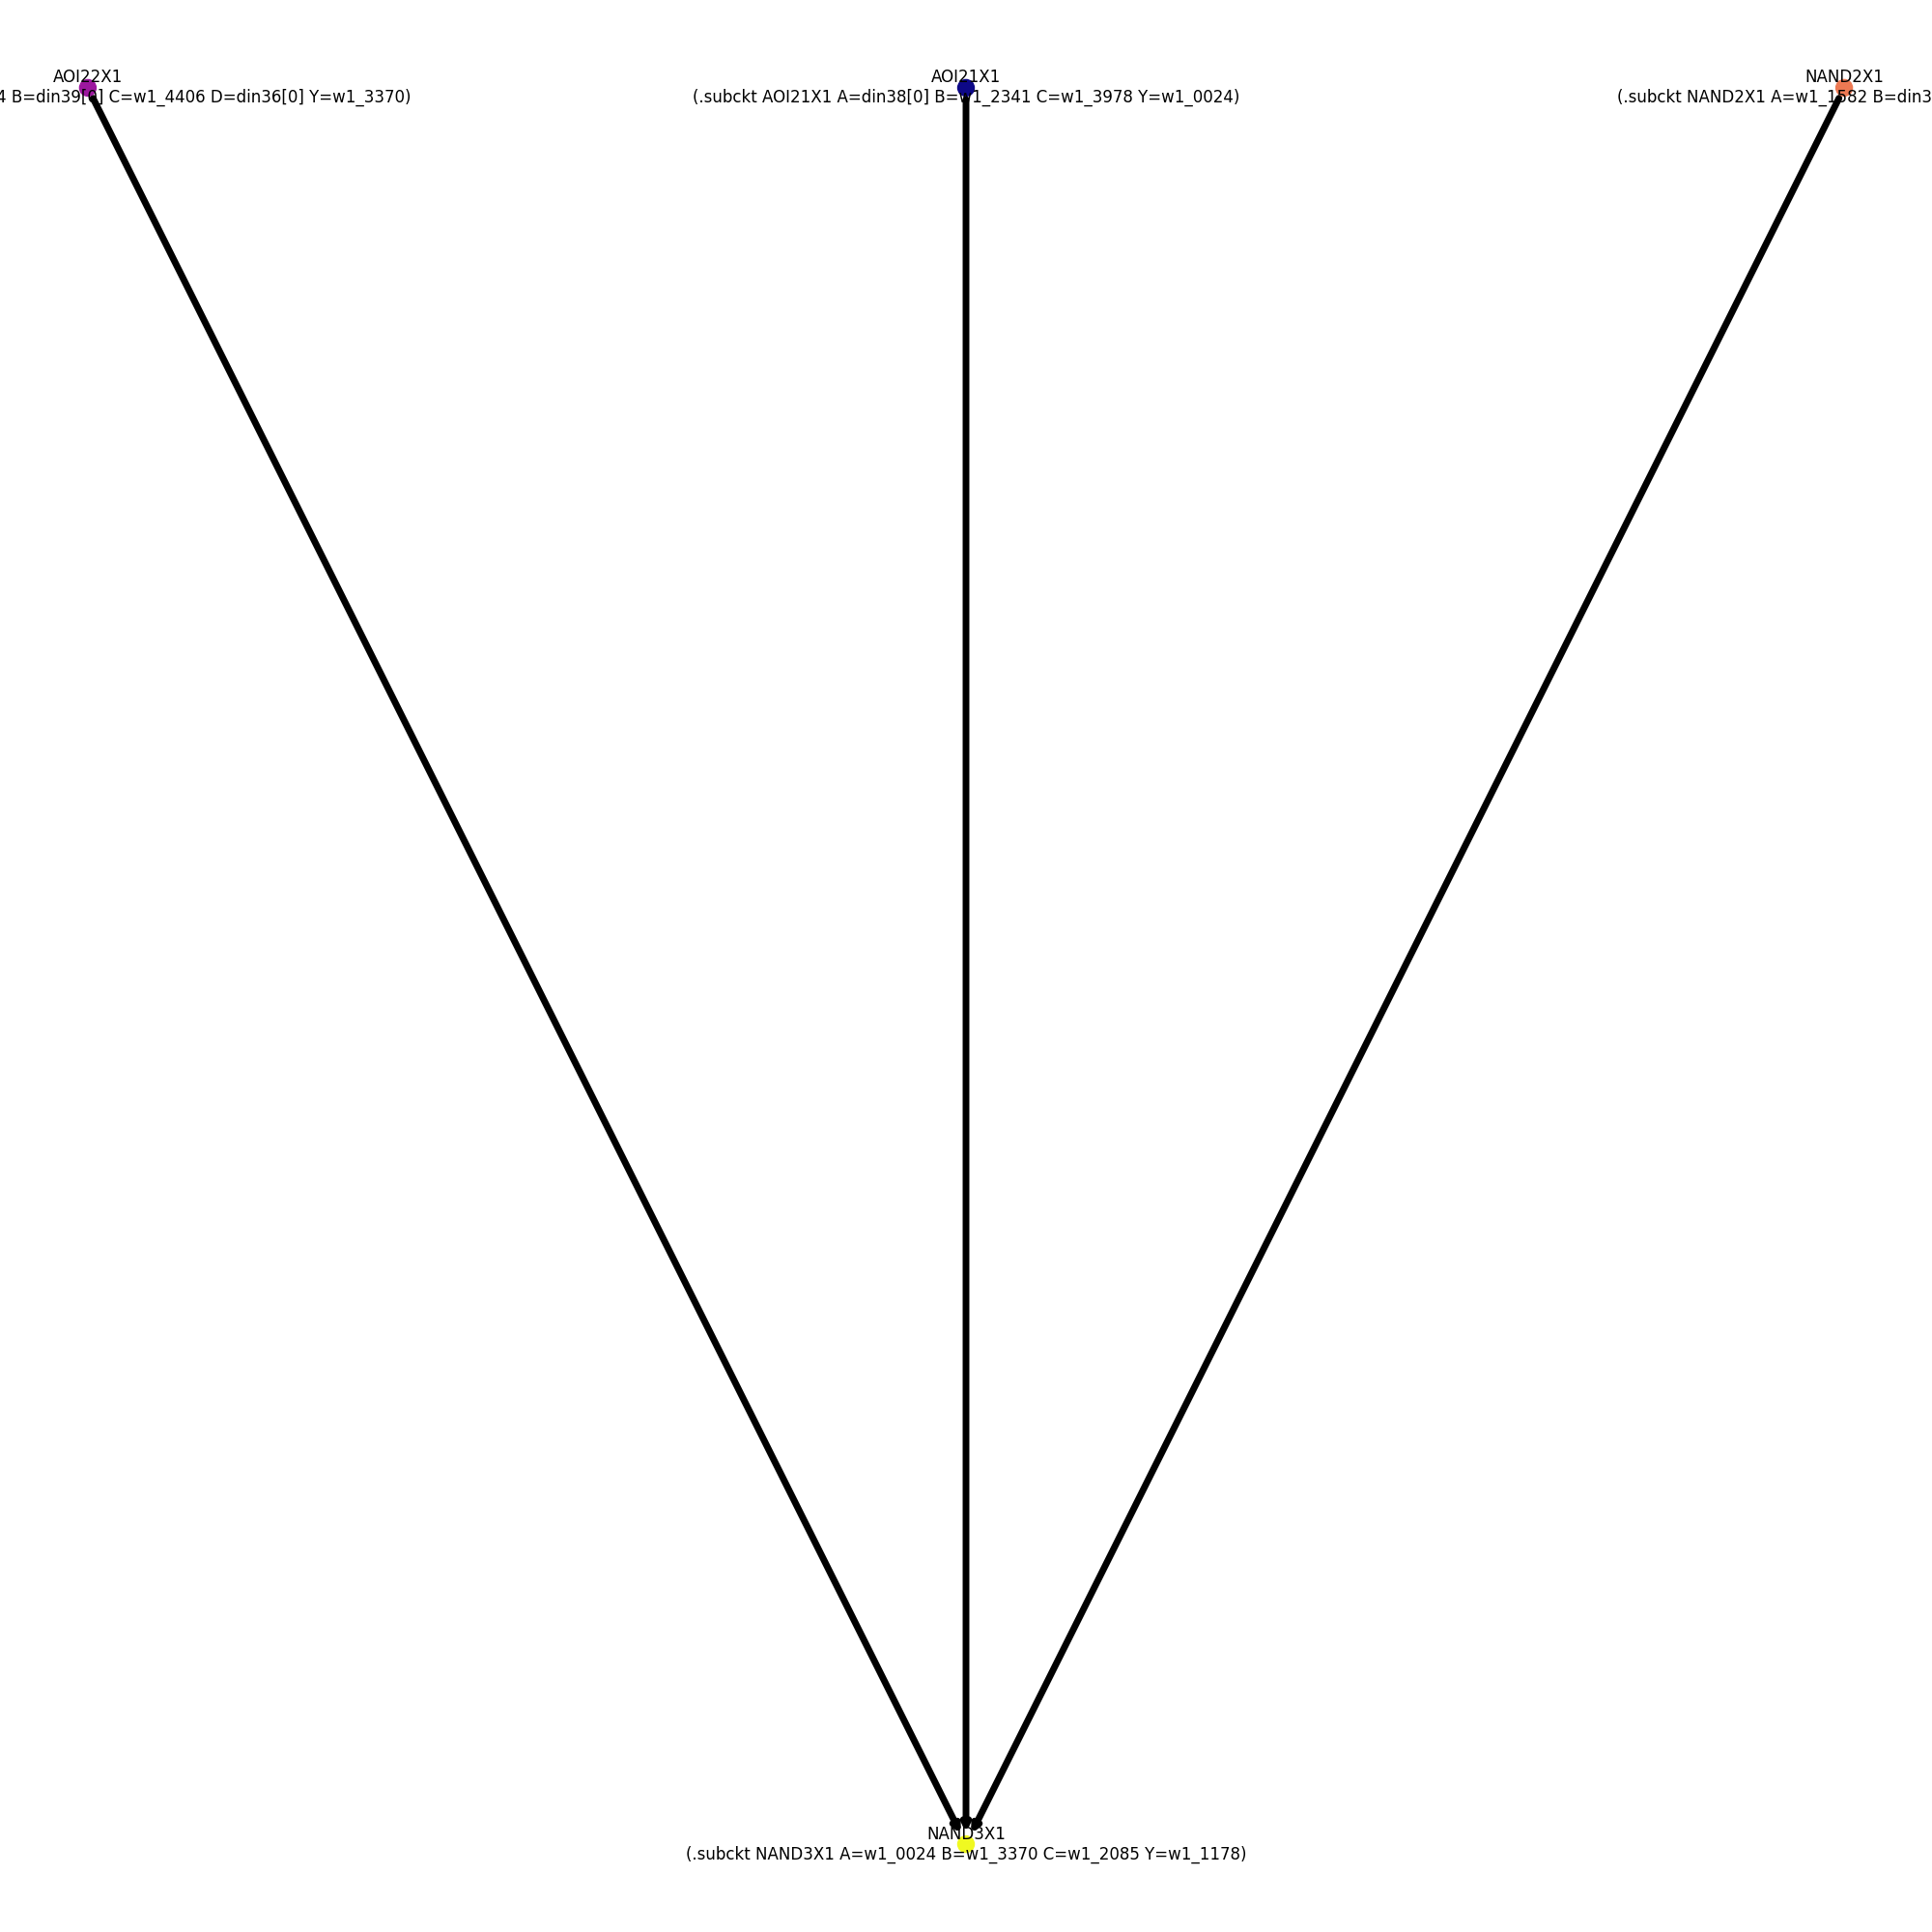 AOI22X1
B=din39[0] C=w1_4406 D=din36[0] Y=w1_3370)
AOI21X1
(.subckt AOI21X1 A=din38[0] B=w1_2341 C=w1_3978 Y=w1_0024)
NAND2X1
(.subckt NAND2X1 A=w1_1582 B=din3
NAND3X1
(.subckt NAND3X1 A=w1_0024 B=w1_3370 C=w1_2085 Y=w1_1178)